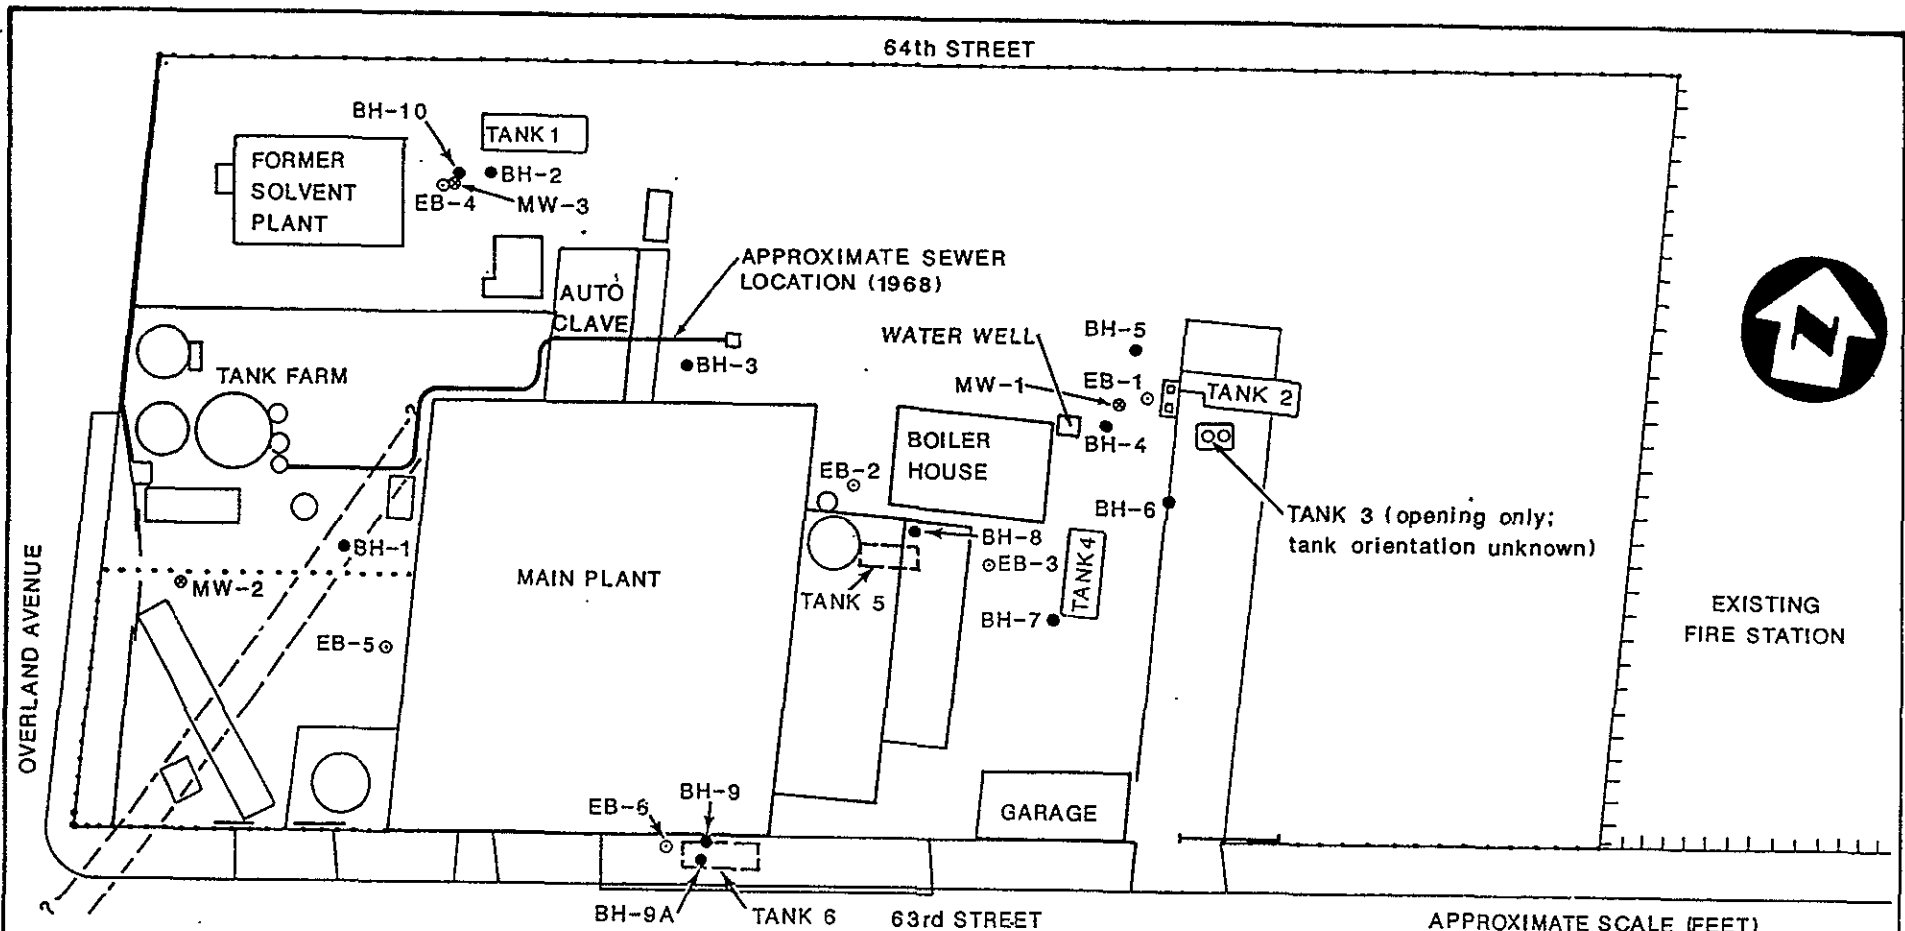 64th STREET
BH-10
TANK 1
FORMER
SOLVENT
PLANT
BH-2
EB-4
MW-3
APPROXIMATE SEWER
LOCATION (1968)
AUTO
CLAVE
WATER WELL
BH-5
BH-3
TANK FARM
MW-1
EB-1
TANK 2
BOILER
HOUSE
BH-4
EB-2
BH-6
TANK 3 (opening only;
tank orientation unknown)
?
BH-1
BH-8
EB-3
TANK 4
MAIN PLANT
MW-2
TANK 5
BH-7
EXISTING
FIRE STATION
EB-5
OVERLAND AVENUE
N
EB-6
BH-9
GARAGE
?
BH-9A
TANK 6
63rd STREET
APPROXIMATE SCALE (FEET)